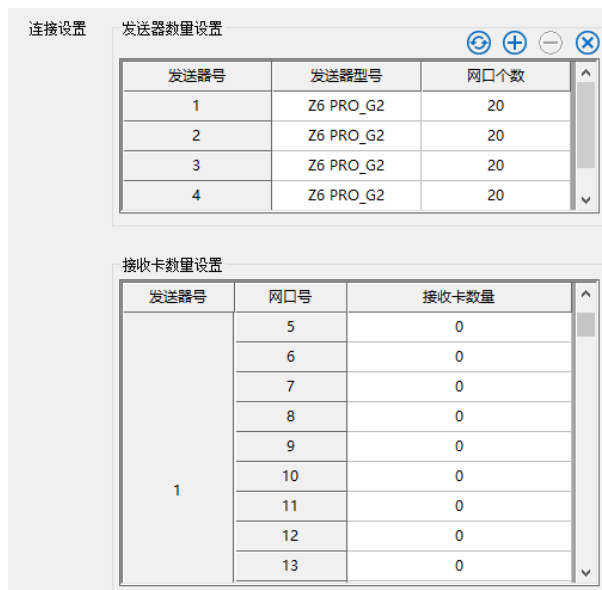 连接设置
发送器数量设置
发送器号 发送器型号 网口个数
1 Z6 PRO_G2 20
2 Z6 PRO_G2 20
3 Z6 PRO_G2 20
4 Z6 PRO_G2 20
接收卡数量设置
发送器号 网口号 接收卡数量
5 0
6 0
7 0
8 0
9 0
1 10 0
11 0
12 0
13 0